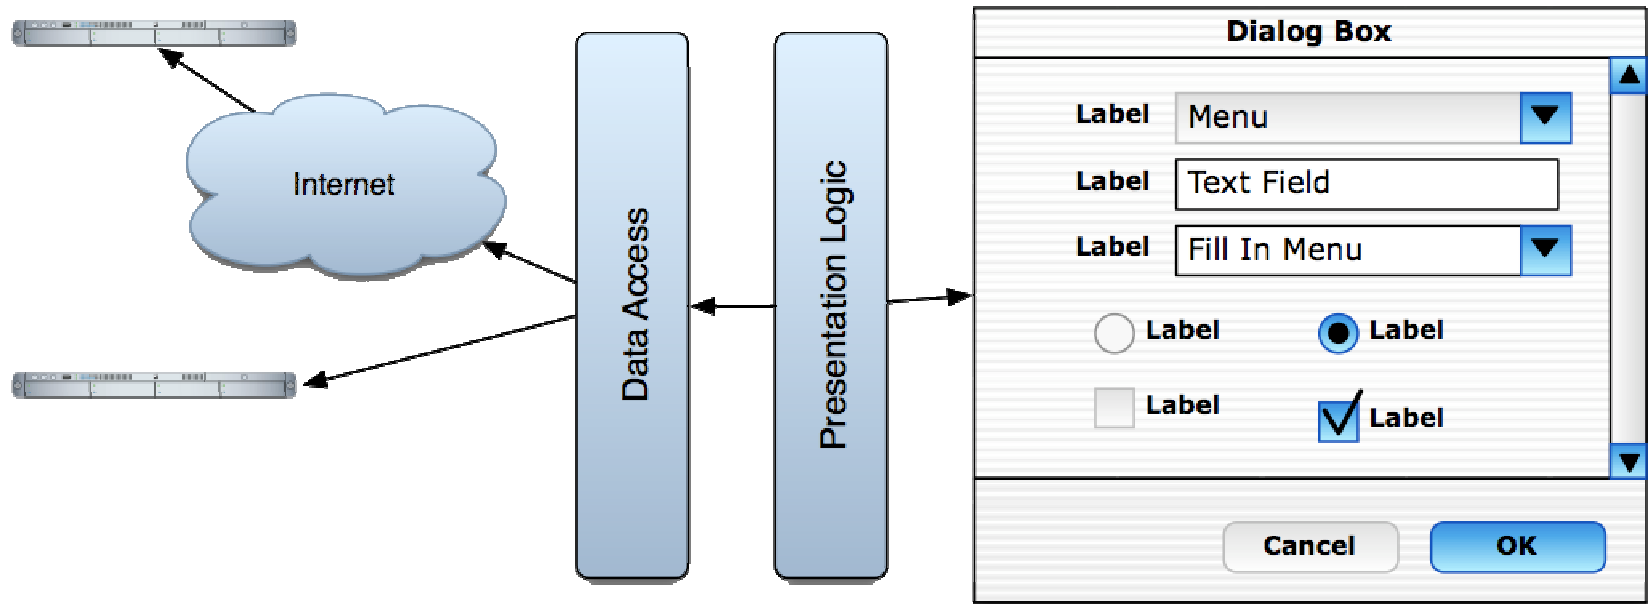 Internet
Data Access
Presentation Logic
Dialog Box
Label Menu
Label Text Field
Label Fill In Menu
Label Label
Label Label
Cancel OK